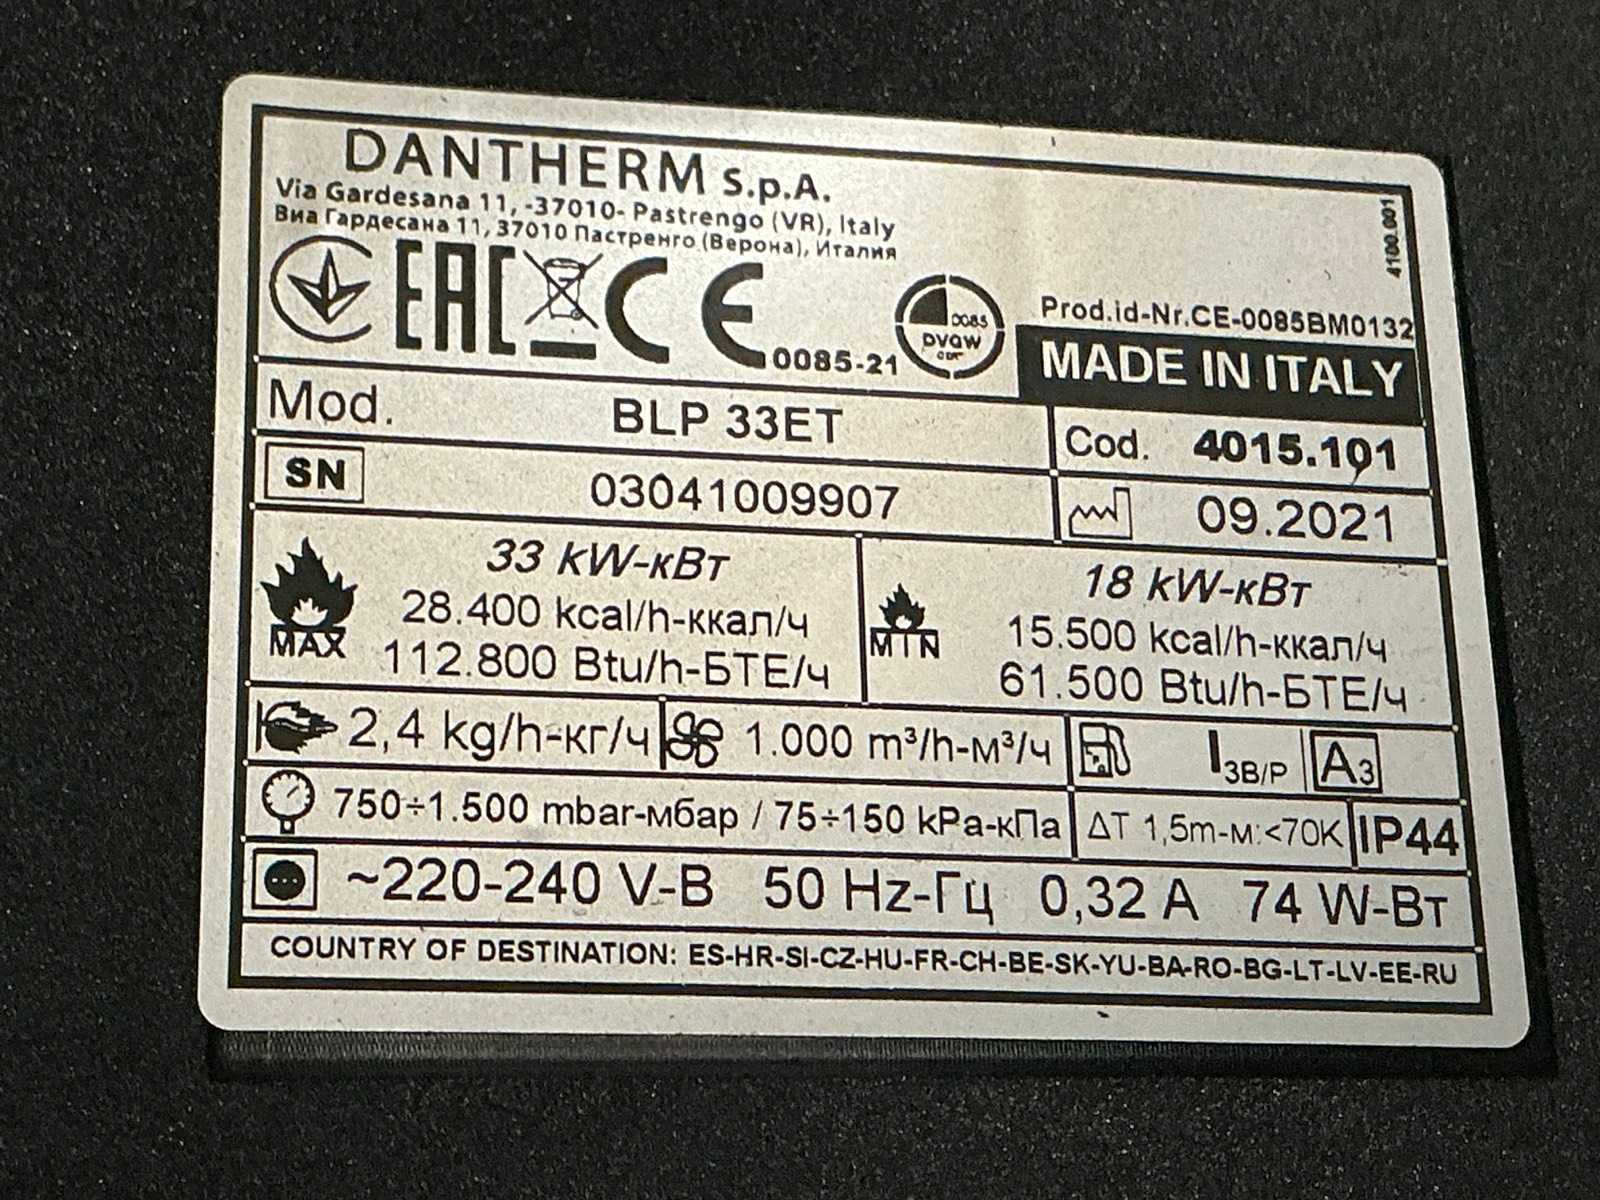 DANTHERM S.p.A.
Via Gardesana 11, -37010- Pastrengo (VR), Italy
Виа Гардесана 11, 37010 Пастренго (Верона), Италия
4100.001
EAC CE 0085-21
0085
DVGW
CERT
Prod.id-Nr.CE-0085BM0132
MADE IN ITALY
Mod. BLP 33ET
Cod. 4015.101
SN 03041009907
09.2021
MAX
33 kW-кВт
28.400 kcal/h-ккал/ч
112.800 Btu/h-БТЕ/ч
MIN
18 kW-кВт
15.500 kcal/h-ккал/ч
61.500 Btu/h-БТЕ/ч
2,4 kg/h-кг/ч
1.000 m³/h-м³/ч
I3B/P
A3
750÷1.500 mbar-мбар / 75÷150 kPa-кПа
ΔT 1,5m-м:<70K
IP44
~220-240 V-В 50 Hz-Гц 0,32 A 74 W-Вт
COUNTRY OF DESTINATION: ES-HR-SI-CZ-HU-FR-CH-BE-SK-YU-BA-RO-BG-LT-LV-EE-RU